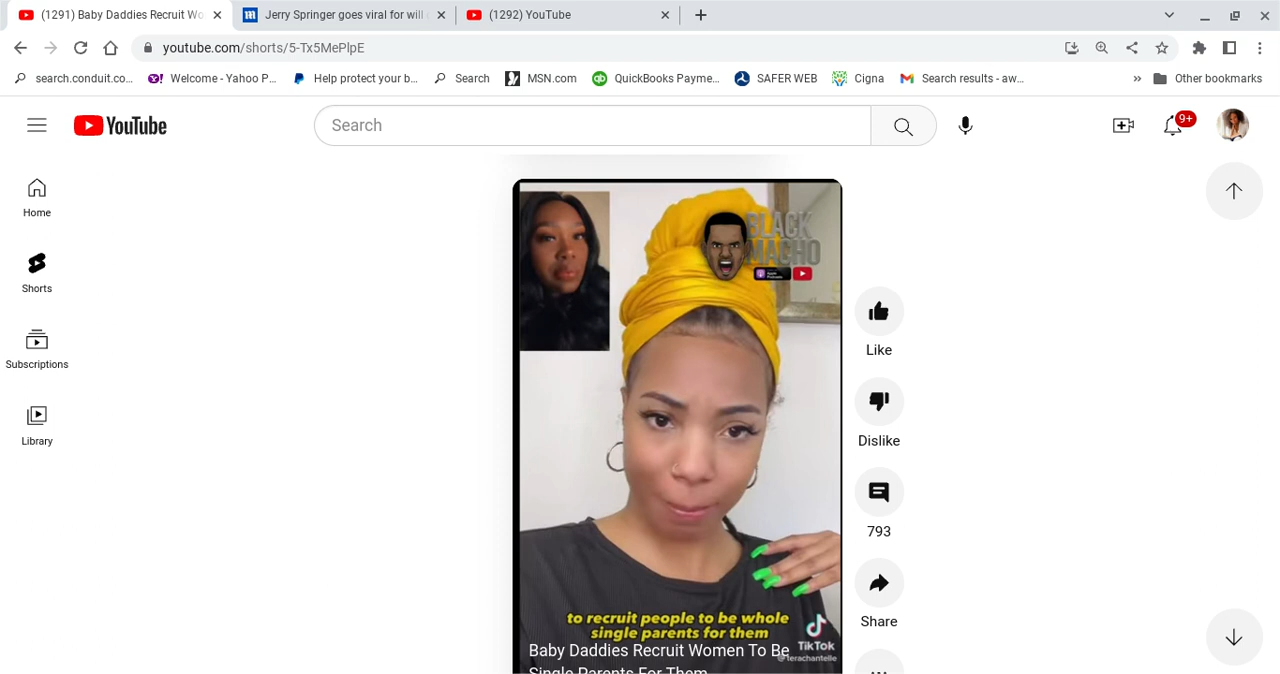 (1291) Baby Daddies Recruit Wo
Jerry Springer goes viral for will
(1292) YouTube
youtube.com/shorts/5-Tx5MePlpE
search.conduit.co...
Welcome - Yahoo P...
Help protect your b...
Search
MSN.com
QuickBooks Payme...
SAFER WEB
Cigna
Search results - aw...
»
Other bookmarks
YouTube
Search
9+
Home
Shorts
Subscriptions
Library
BLACK
MACHO
Like
Dislike
793
Share
to recruit people to be whole
single parents for them
TikTok
@terachantelle
Baby Daddies Recruit Women To Be
Single Parents For Them